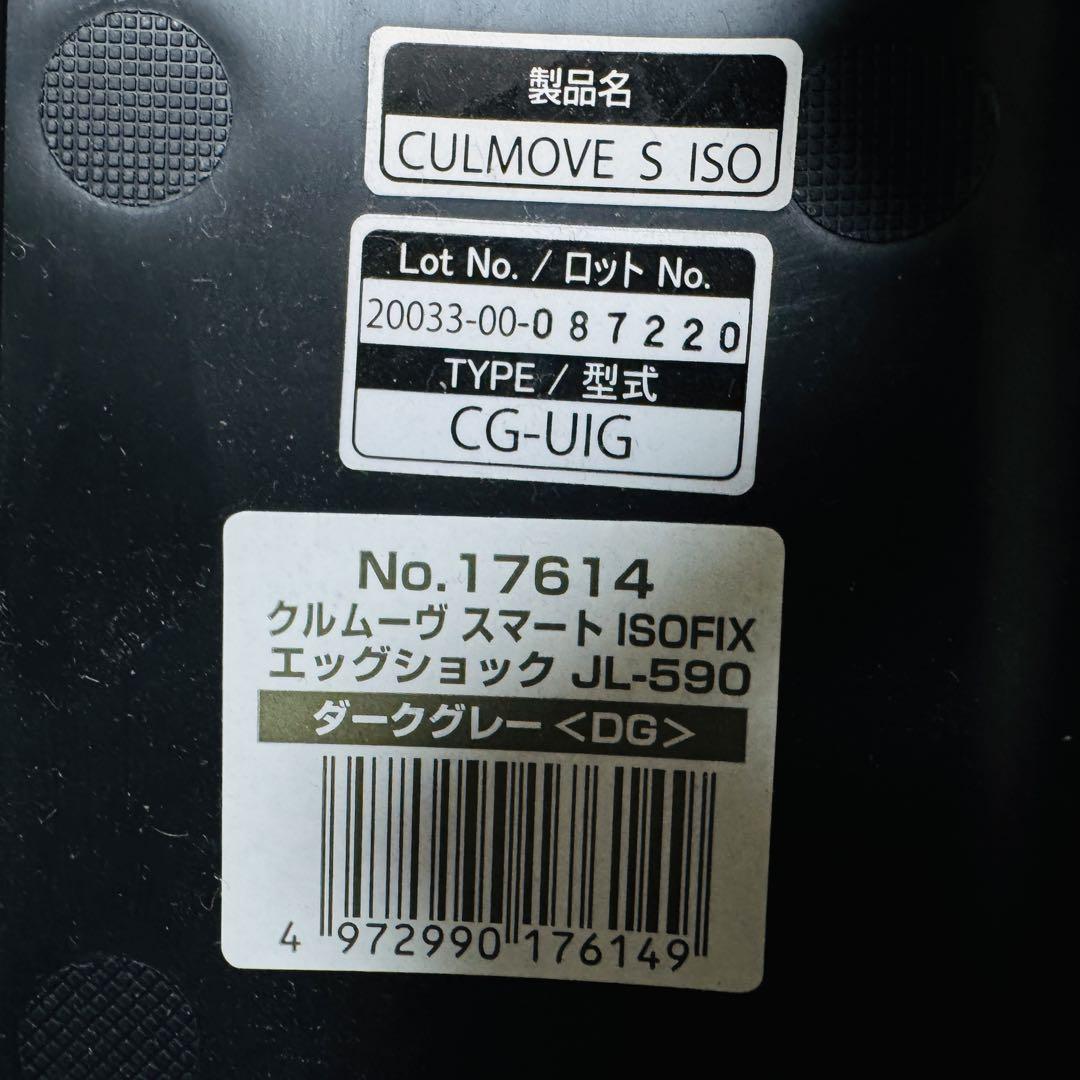 製品名
CULMOVE S ISO
Lot No. / ロット No.
20033-00-087220
TYPE / 型式
CG-UIG
No.17614
クルムーヴ スマート ISOFIX
エッグショック JL-590
ダークグレー<DG>
4 972990 176149